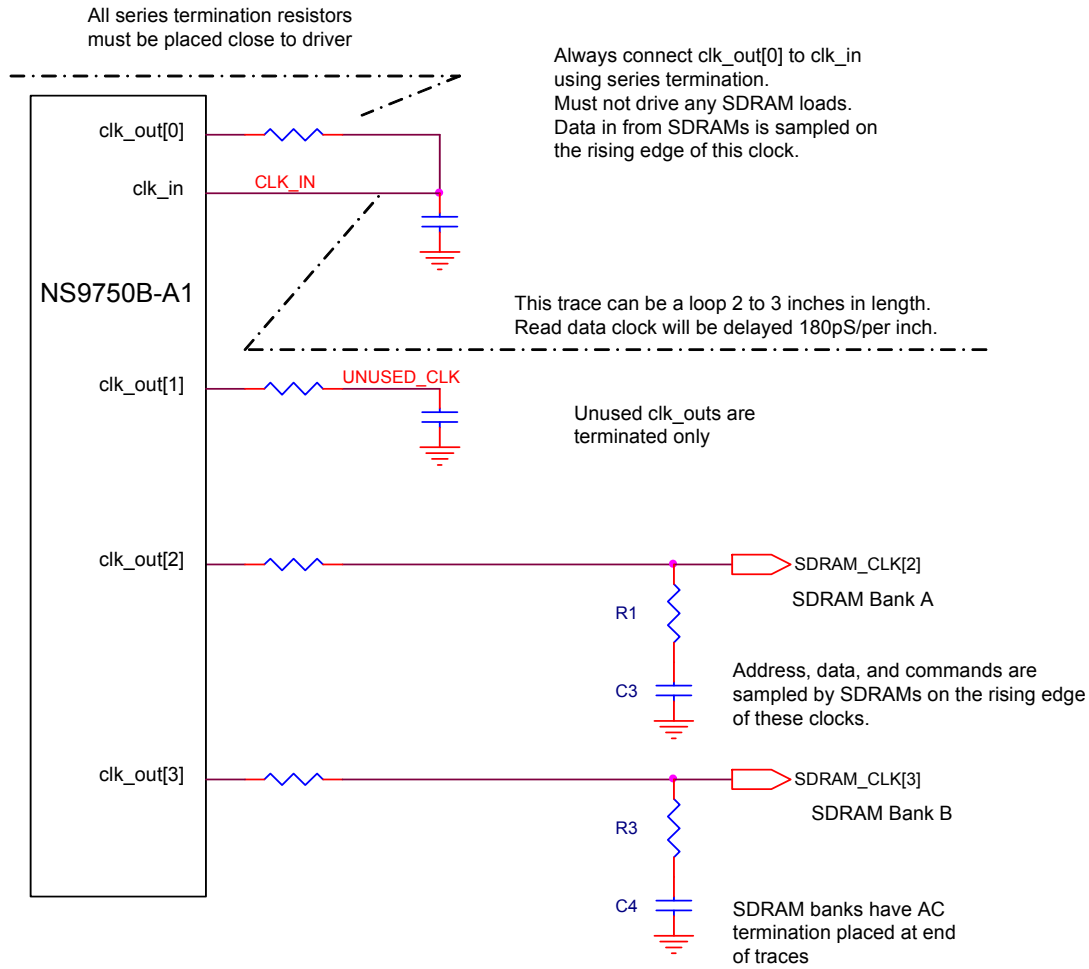 All series termination resistors
must be placed close to driver
Always connect clk_out[0] to clk_in
using series termination.
Must not drive any SDRAM loads.
Data in from SDRAMs is sampled on
the rising edge of this clock.
clk_out[0]
clk_in
CLK_IN
NS9750B-A1
This trace can be a loop 2 to 3 inches in length.
Read data clock will be delayed 180pS/per inch.
clk_out[1]
UNUSED_CLK
Unused clk_outs are
terminated only
clk_out[2]
SDRAM_CLK[2]
SDRAM Bank A
R1
C3
Address, data, and commands are
sampled by SDRAMs on the rising edge
of these clocks.
clk_out[3]
SDRAM_CLK[3]
SDRAM Bank B
R3
C4
SDRAM banks have AC
termination placed at end
of traces